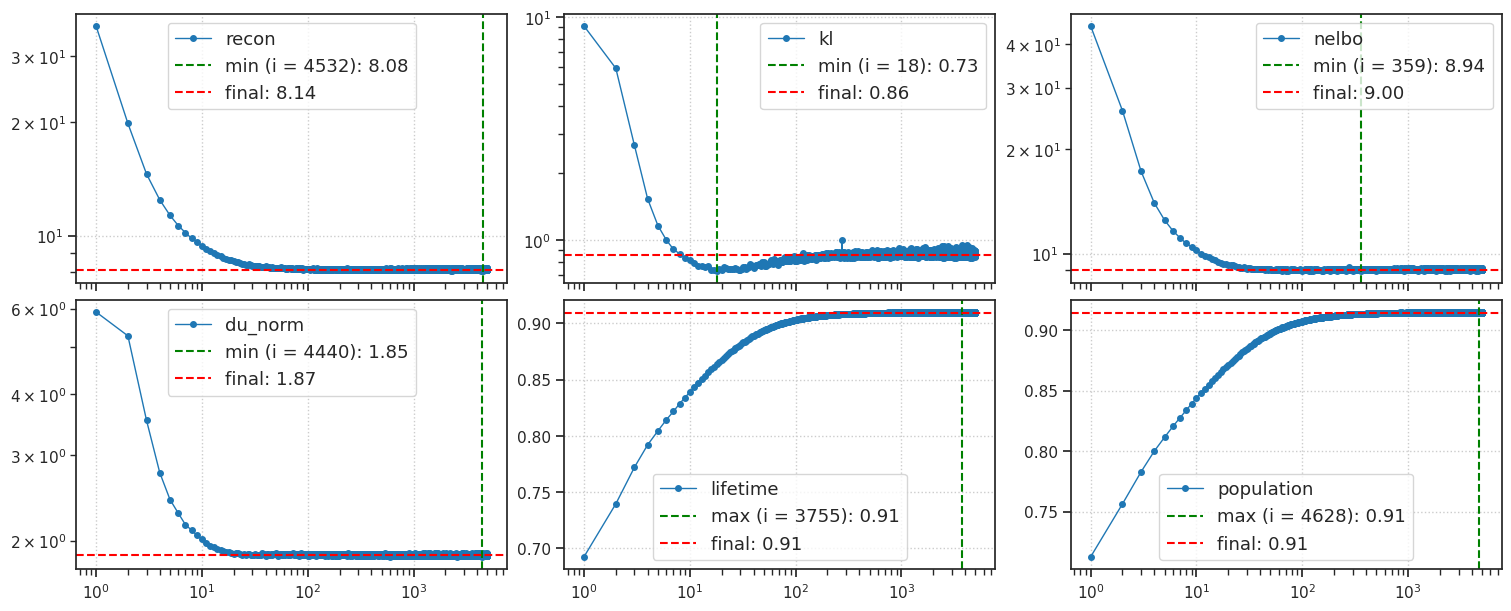 3 × 10¹
2 × 10¹
10¹
recon
min (i = 4532): 8.08
final: 8.14
10¹
10⁰
kl
min (i = 18): 0.73
final: 0.86
4 × 10¹
3 × 10¹
2 × 10¹
10¹
nelbo
min (i = 359): 8.94
final: 9.00
6 × 10⁰
4 × 10⁰
3 × 10⁰
2 × 10⁰
du_norm
min (i = 4440): 1.85
final: 1.87
10⁰ 10¹ 10² 10³
0.90
0.85
0.80
0.75
0.70
lifetime
max (i = 3755): 0.91
final: 0.91
10⁰ 10¹ 10² 10³
0.90
0.85
0.80
0.75
population
max (i = 4628): 0.91
final: 0.91
10⁰ 10¹ 10² 10³